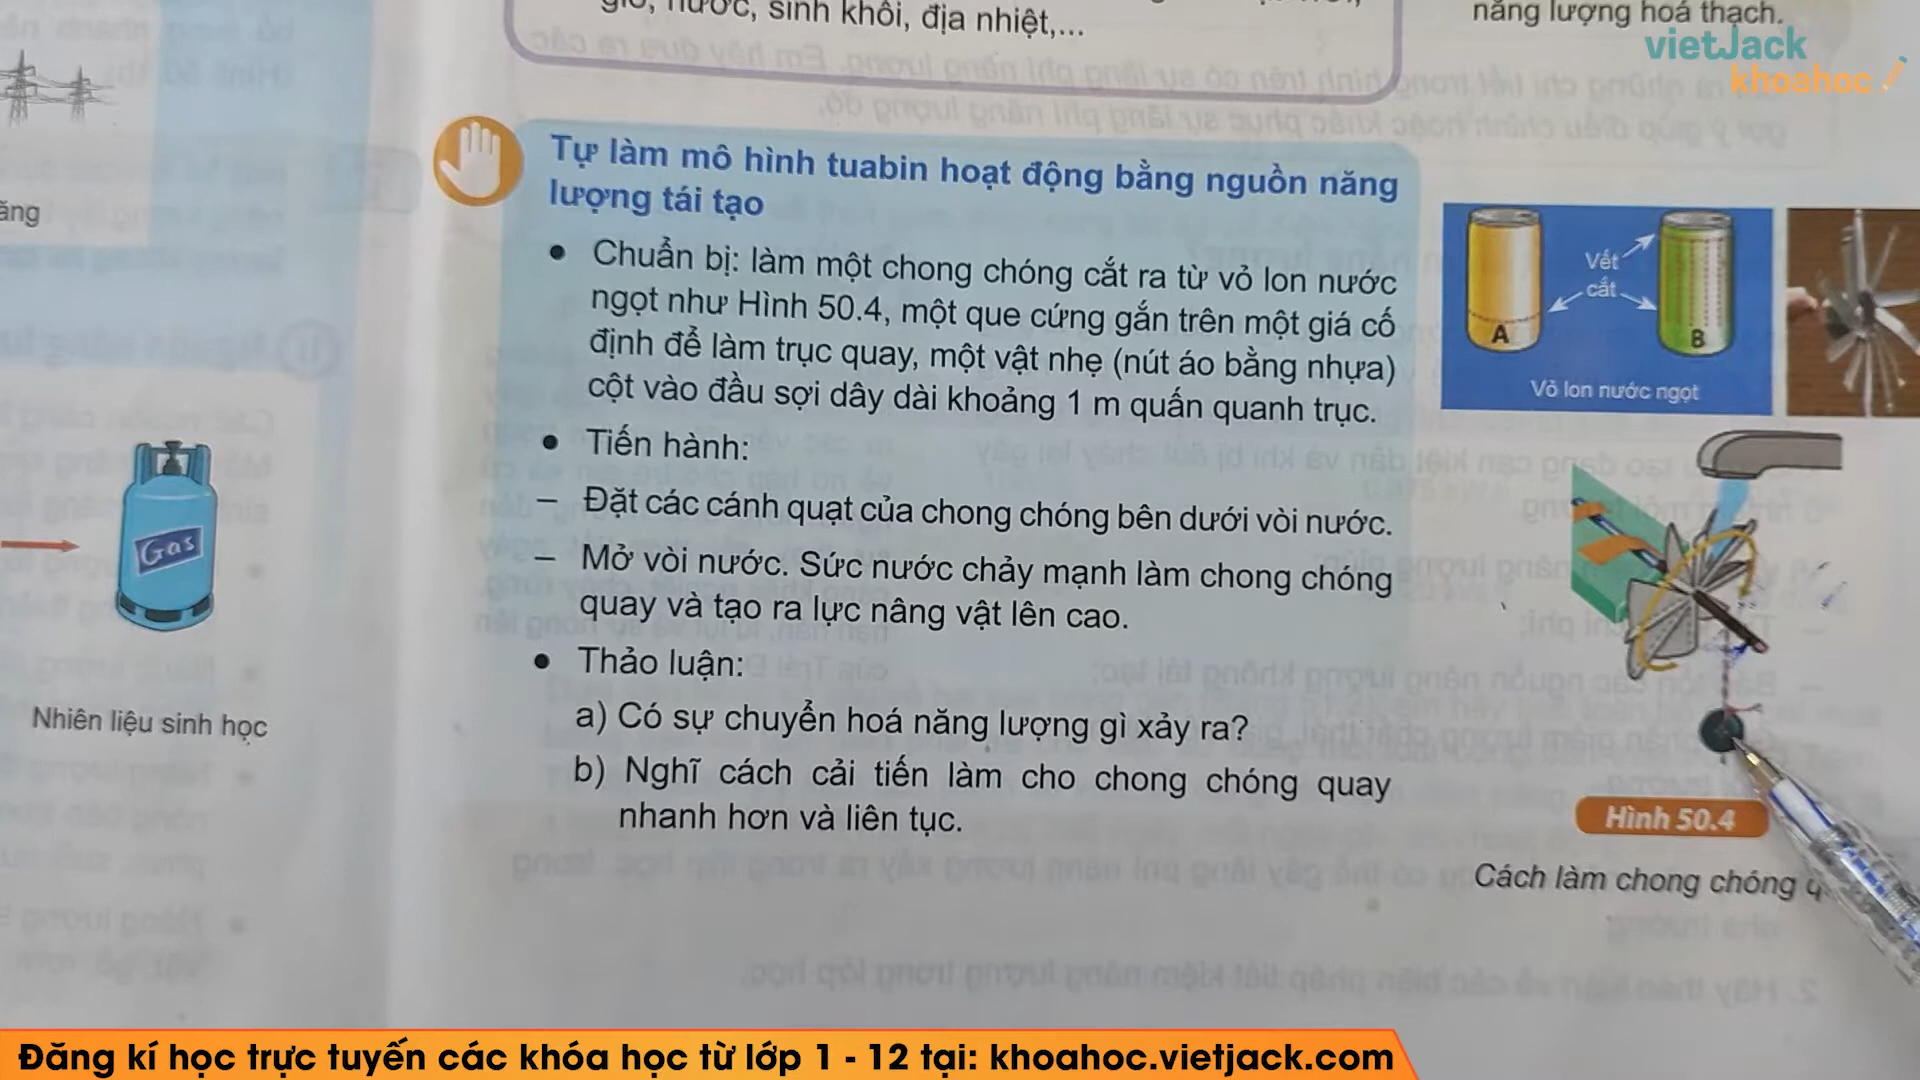 gió, nước, sinh khối, địa nhiệt,...
năng lượng hoá thạch.
vietJack
khoahoc
Tự làm mô hình tuabin hoạt động bằng nguồn năng
lượng tái tạo
• Chuẩn bị: làm một chong chóng cắt ra từ vỏ lon nước
ngọt như Hình 50.4, một que cứng gắn trên một giá cố
định để làm trục quay, một vật nhẹ (nút áo bằng nhựa)
cột vào đầu sợi dây dài khoảng 1 m quấn quanh trục.
• Tiến hành:
– Đặt các cánh quạt của chong chóng bên dưới vòi nước.
– Mở vòi nước. Sức nước chảy mạnh làm chong chóng
quay và tạo ra lực nâng vật lên cao.
• Thảo luận:
a) Có sự chuyển hoá năng lượng gì xảy ra?
b) Nghĩ cách cải tiến làm cho chong chóng quay
nhanh hơn và liên tục.
Vết
cắt
A
B
Vỏ lon nước ngọt
Hình 50.4
Cách làm chong chóng
Gas
Nhiên liệu sinh học
Đăng kí học trực tuyến các khóa học từ lớp 1 - 12 tại: khoahoc.vietjack.com